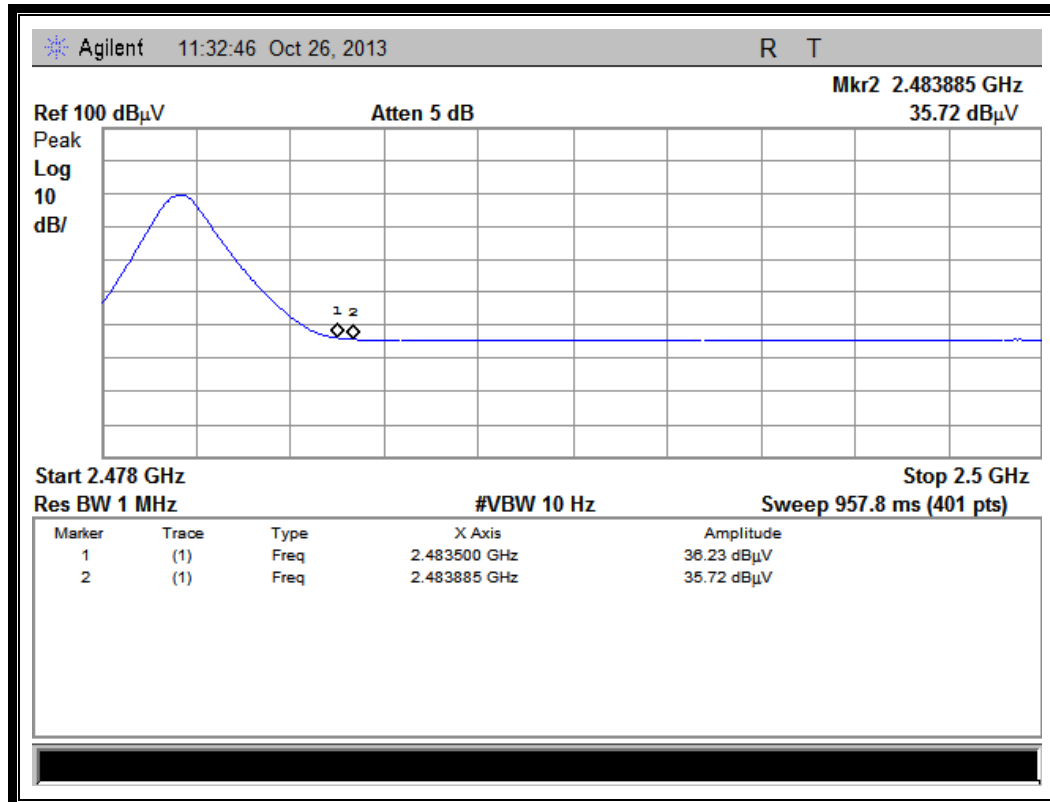 Agilent 11:32:46 Oct 26, 2013 R T
Mkr2 2.483885 GHz
Ref 100 dBµV Atten 5 dB 35.72 dBµV
Peak
Log
10
dB/
1 2
Start 2.478 GHz Stop 2.5 GHz
Res BW 1 MHz #VBW 10 Hz Sweep 957.8 ms (401 pts)
Marker Trace Type X Axis Amplitude
1 (1) Freq 2.483500 GHz 36.23 dBµV
2 (1) Freq 2.483885 GHz 35.72 dBµV